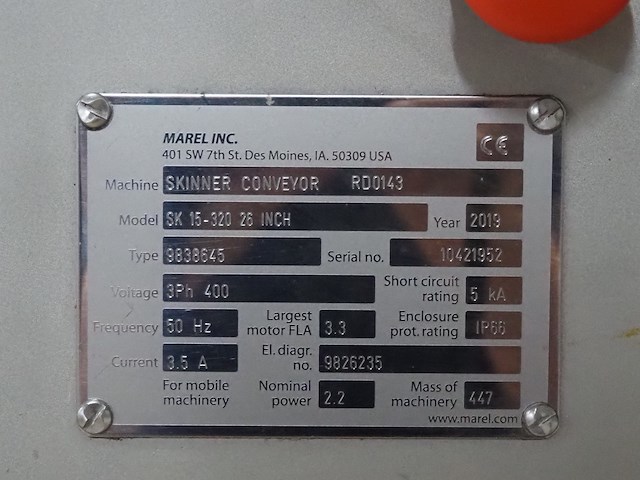 MAREL INC.
401 SW 7th St. Des Moines, IA. 50309 USA
CE
Machine SKINNER CONVEYOR RD0143
Model SK 15-320 26 INCH Year 2019
Type 9838645 Serial no. 10421952
Voltage 3Ph 400 Short circuit rating 5 kA
Frequency 50 Hz Largest motor FLA 3.3 Enclosure prot. rating IP66
Current 3.5 A El. diagr. no. 9826235
For mobile machinery Nominal power 2.2 Mass of machinery 447
www.marel.com